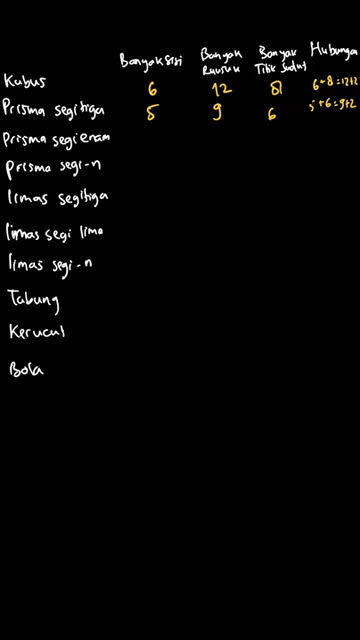 Banyak sisi Banyak Rusuk Banyak Titik Sudut Hubungan
Kubus 6 12 8 6+8=12+2
Prisma segitiga 5 9 6 5+6=9+2
Prisma segi enam
prisma segi-n
limas segitiga
limas segi lima
limas segi-n
Tabung
Kerucut
Bola